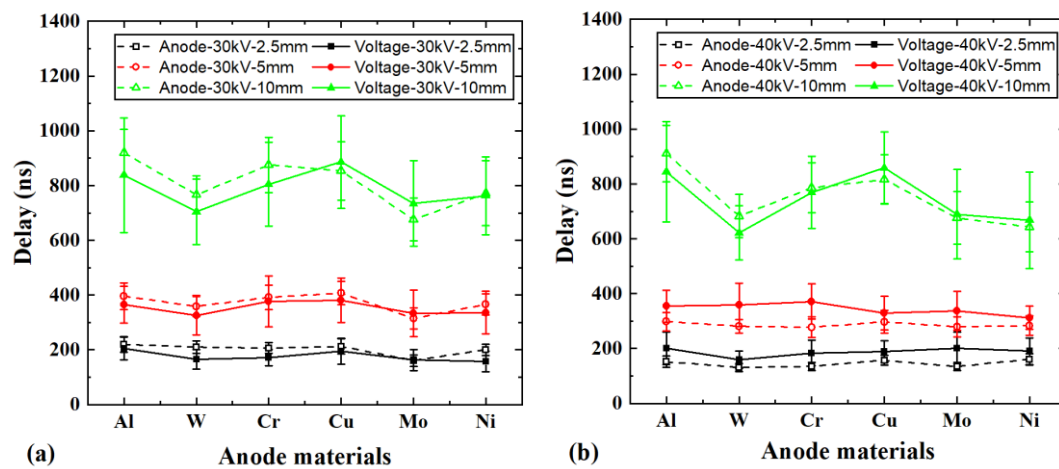 1400
1200
1000
800
600
400
200
0
Delay (ns)
Anode-30kV-2.5mm
Voltage-30kV-2.5mm
Anode-30kV-5mm
Voltage-30kV-5mm
Anode-30kV-10mm
Voltage-30kV-10mm
Al W Cr Cu Mo Ni
(a) Anode materials
1400
1200
1000
800
600
400
200
0
Delay (ns)
Anode-40kV-2.5mm
Voltage-40kV-2.5mm
Anode-40kV-5mm
Voltage-40kV-5mm
Anode-40kV-10mm
Voltage-40kV-10mm
Al W Cr Cu Mo Ni
(b) Anode materials